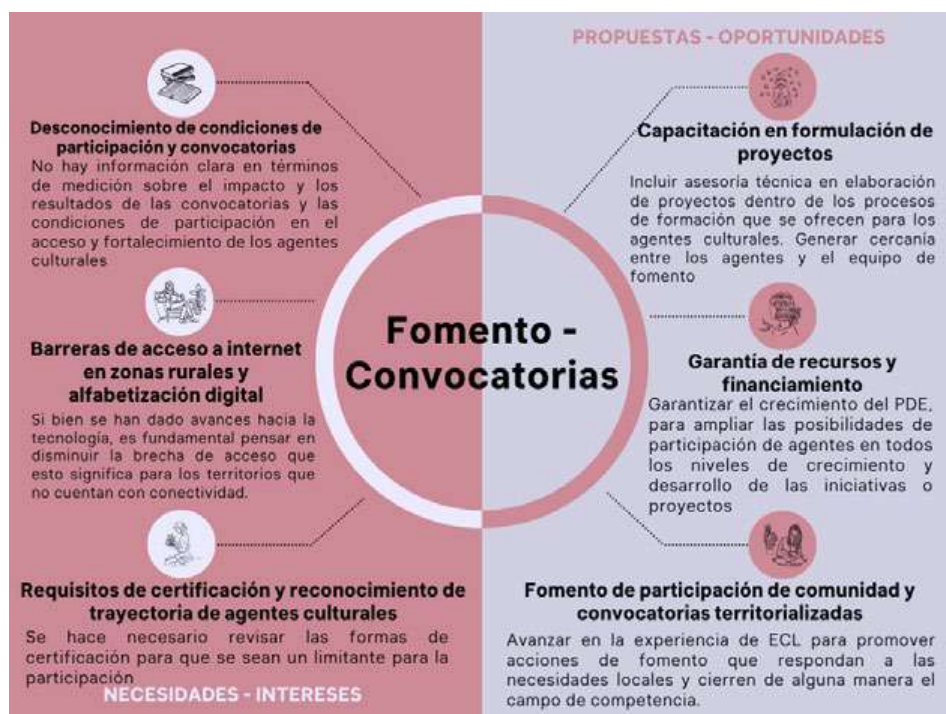 Desconocimiento de condiciones de
participación y convocatorias
No hay información clara en términos
de medición sobre el impacto y los
resultados de las convocatorias y las
condiciones de participación en el
acceso y fortalecimiento de los agentes
culturales
Barreras de acceso a internet
en zonas rurales y
alfabetización digital
Si bien se han dado avances hacia la
tecnología, es fundamental pensar en
disminuir la brecha de acceso que
esto significa para los territorios que
no cuentan con conectividad.
Requisitos de certificación y reconocimiento de
trayectoria de agentes culturales
Se hace necesario revisar las formas de
certificación para que se sean un limitante para la
participación
NECESIDADES - INTERESES
Fomento -
Convocatorias
PROPUESTAS - OPORTUNIDADES
Capacitación en formulación de
proyectos
Incluir asesoría técnica en elaboración
de proyectos dentro de los procesos
de formación que se ofrecen para los
agentes culturales. Generar cercanía
entre los agentes y el equipo de
fomento
Garantía de recursos y
financiamiento
Garantizar el crecimiento del PDE,
para ampliar las posibilidades de
participación de agentes en todos
los niveles de crecimiento y
desarrollo de las iniciativas o
proyectos
Fomento de participación de comunidad y
convocatorias territorializadas
Avanzar en la experiencia de ECL para promover
acciones de fomento que respondan a las
necesidades locales y cierren de alguna manera el
campo de competencia.